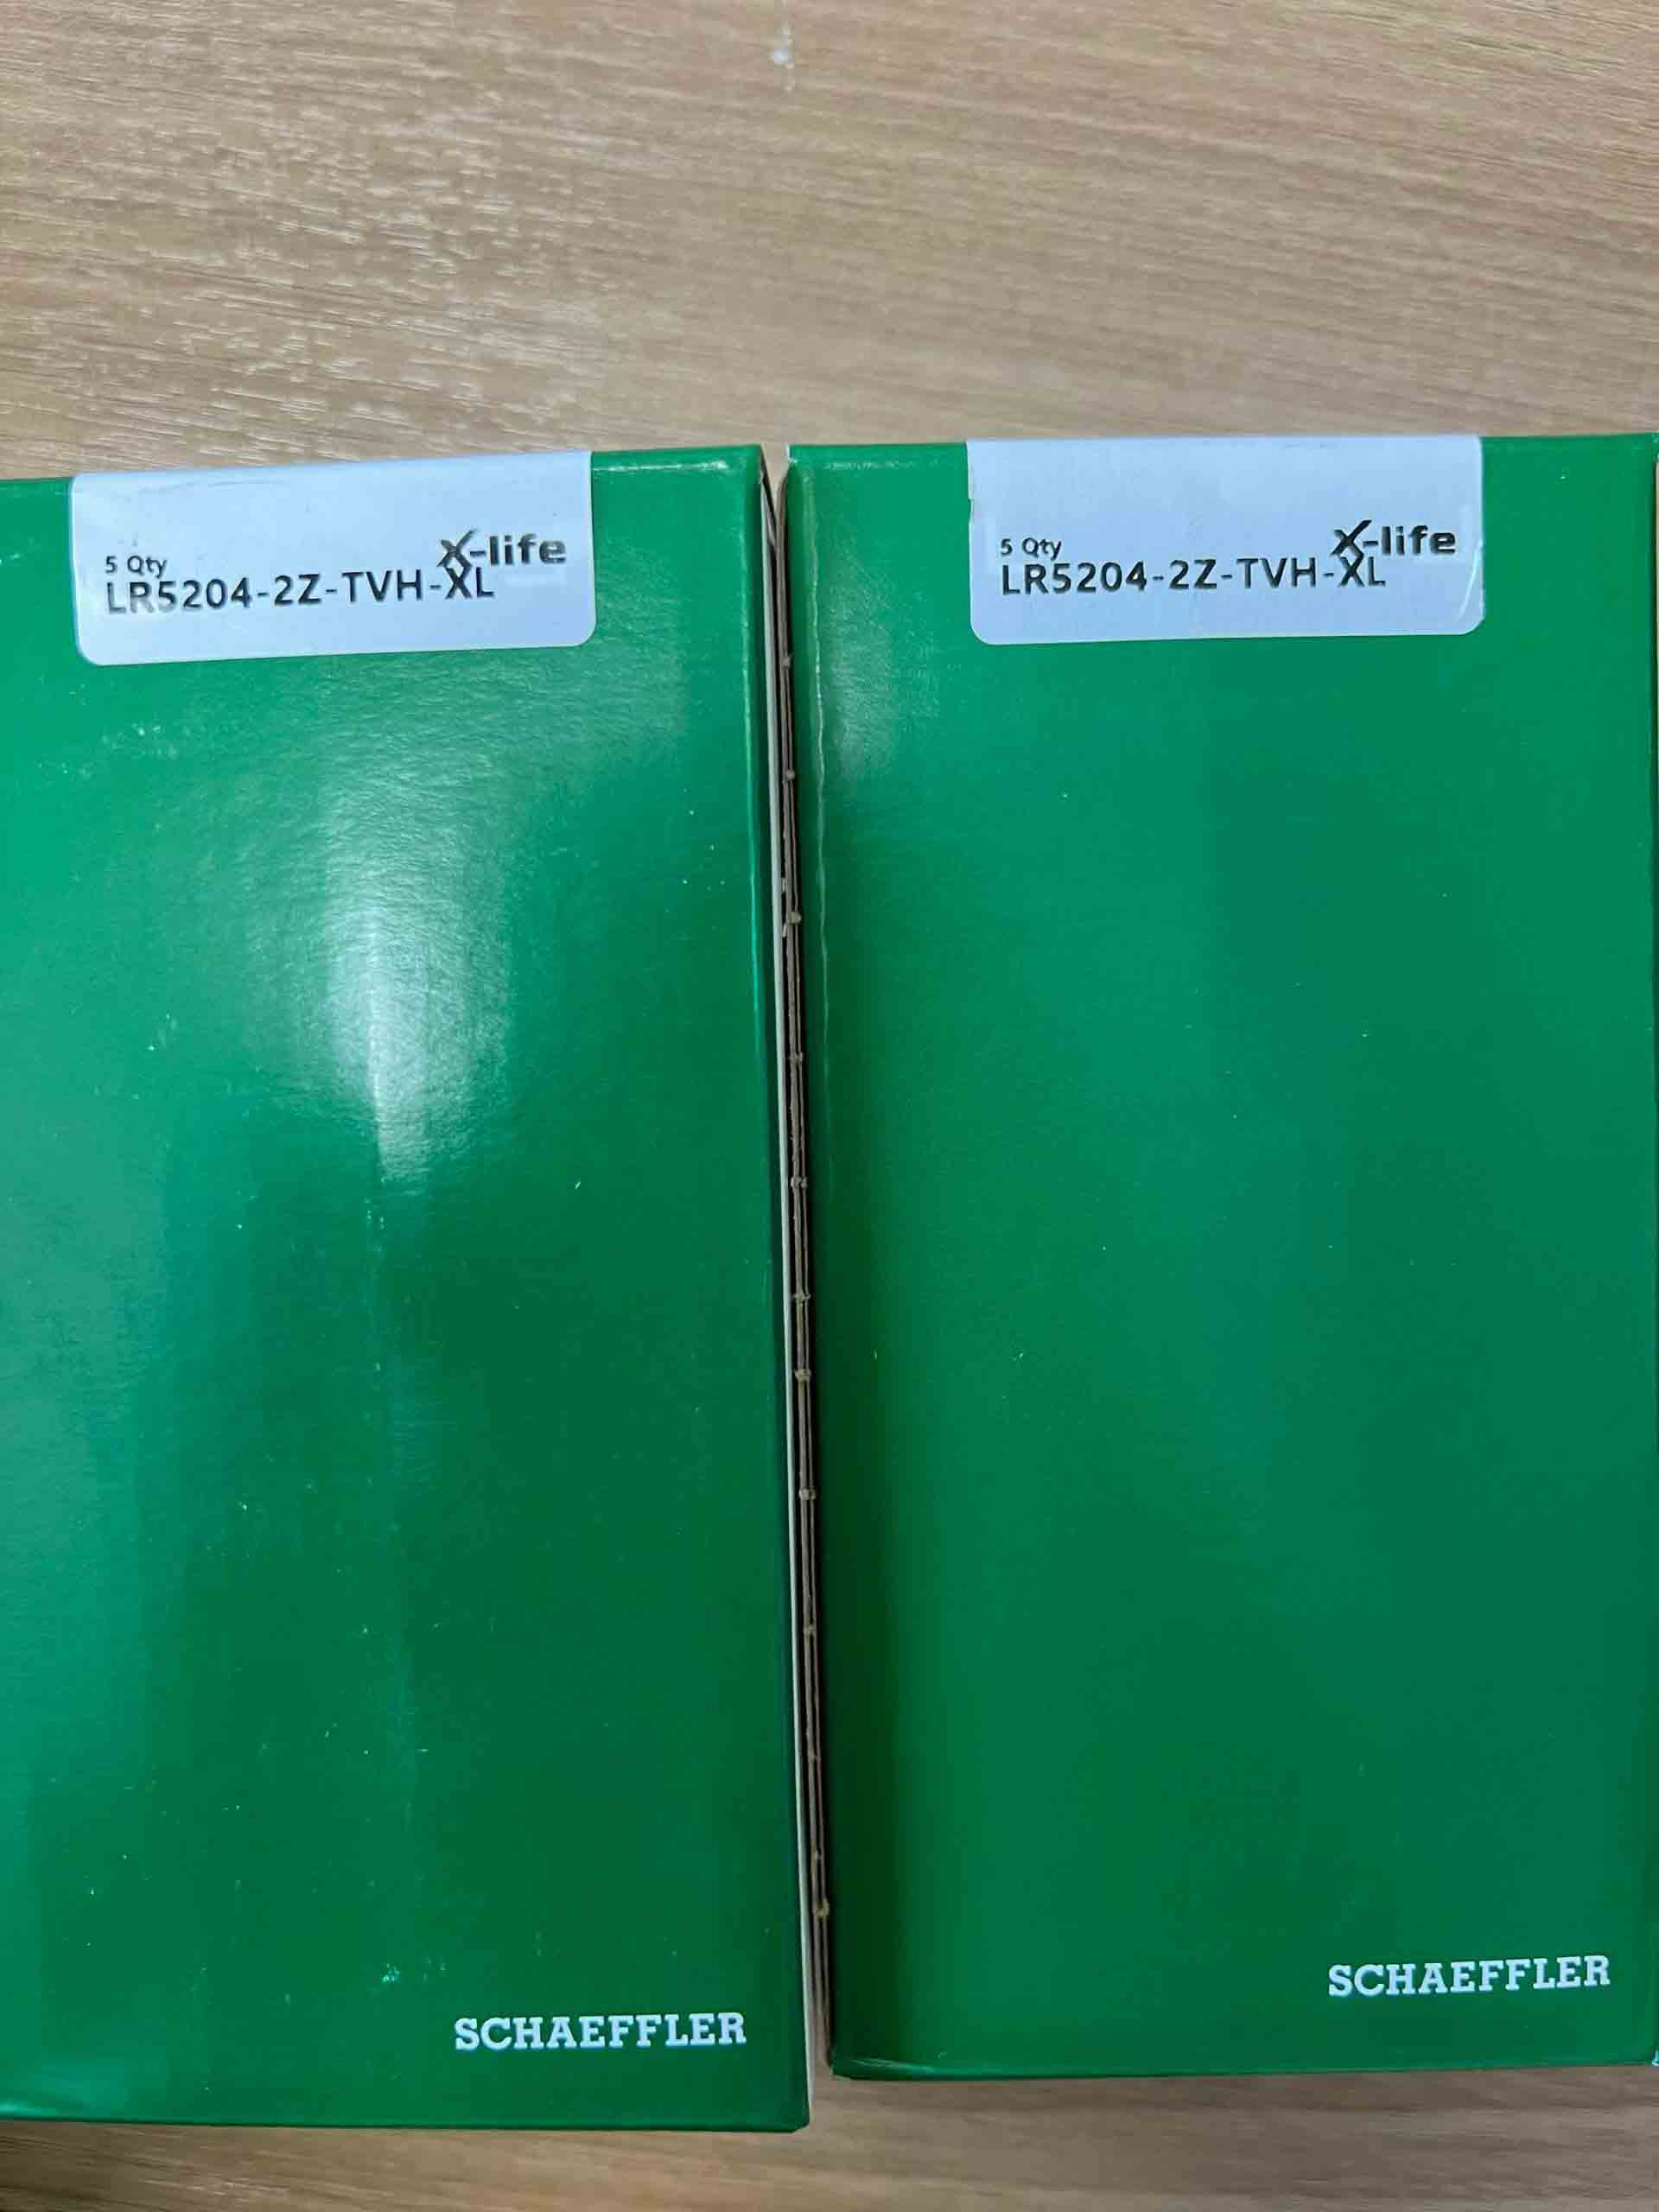 5 Qty
X-life
LR5204-2Z-TVH-XL
SCHAEFFLER
5 Qty
X-life
LR5204-2Z-TVH-XL
SCHAEFFLER